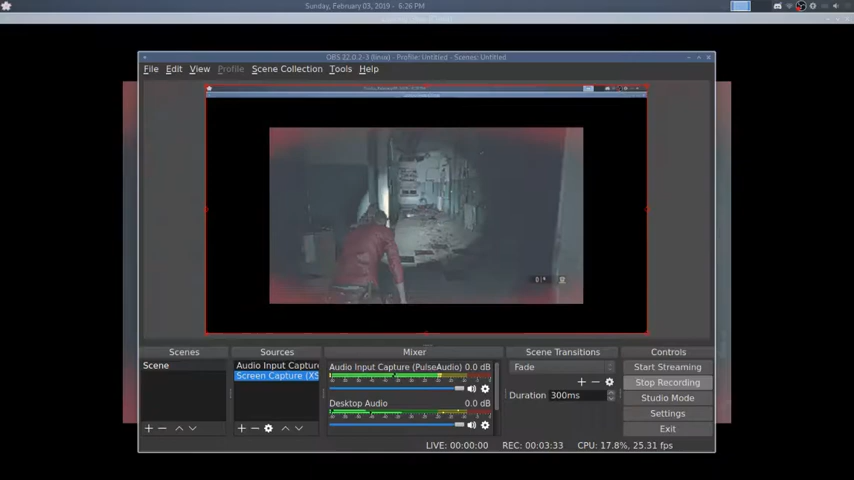 Sunday, February 03, 2019 - 6:26 PM
OBS 22.0.2-3 (linux) - Profile: Untitled - Scenes: Untitled
File Edit View Profile Scene Collection Tools Help
Scenes Sources Mixer Scene Transitions Controls
Scene
Audio Input Capture
Screen Capture (XS
Audio Input Capture (PulseAudio) 0.0 dB
Desktop Audio 0.0 dB
Fade
Duration 300ms
Start Streaming
Stop Recording
Studio Mode
Settings
Exit
LIVE: 00:00:00 REC: 00:03:33 CPU: 17.8%, 25.31 fps